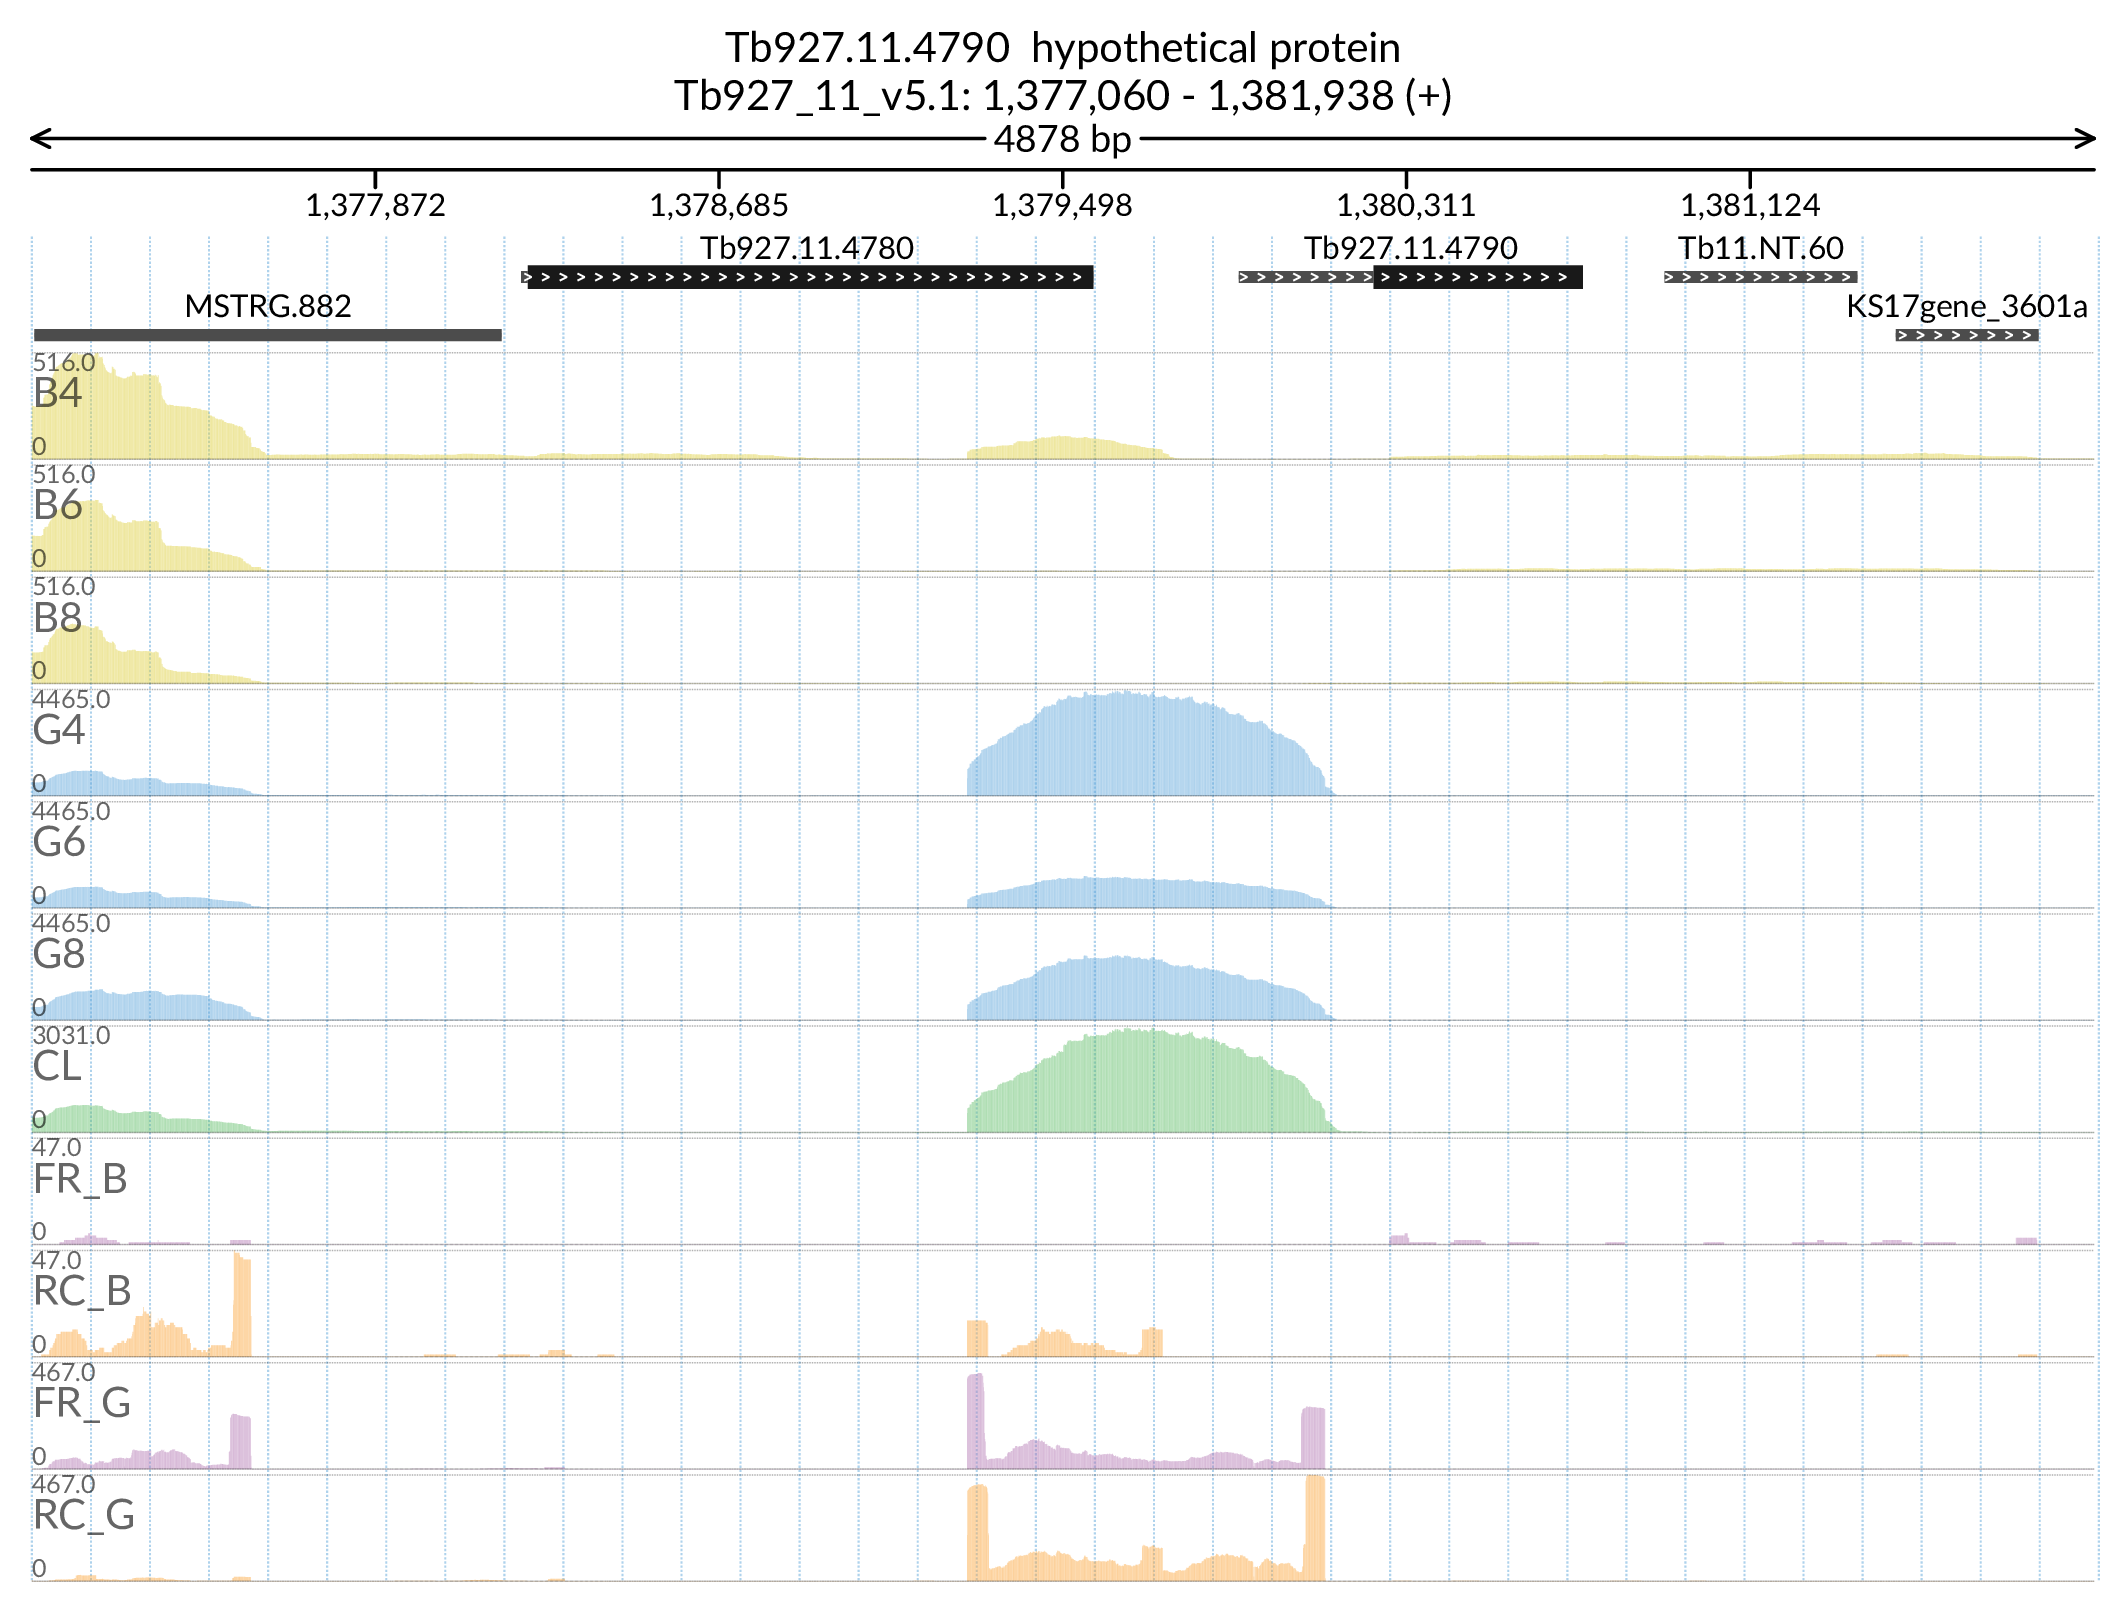 Tb927.11.4790  hypothetical protein
Tb927_11_v5.1: 1,377,060 - 1,381,938 (+)
4878 bp
1,377,872 1,378,685 1,379,498 1,380,311 1,381,124
Tb927.11.4780 Tb927.11.4790 Tb11.NT.60
MSTRG.882 KS17gene_3601a
516.0
B4
0
516.0
B6
0
516.0
B8
0
4465.0
G4
0
4465.0
G6
0
4465.0
G8
0
3031.0
CL
0
47.0
FR_B
0
47.0
RC_B
0
467.0
FR_G
0
467.0
RC_G
0